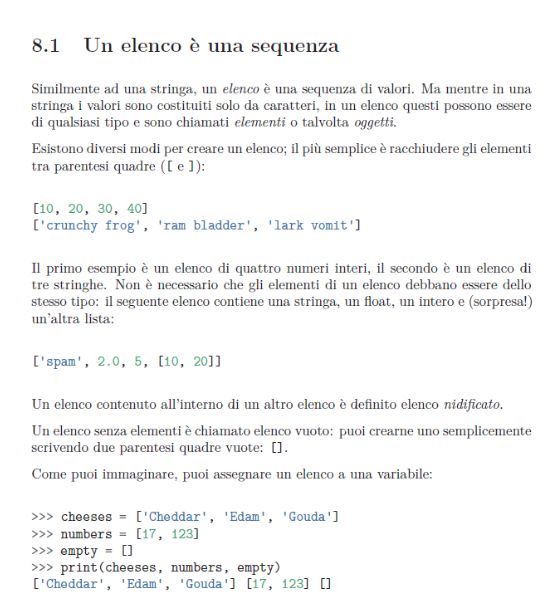 8.1 Un elenco è una sequenza
Similmente ad una stringa, un elenco è una sequenza di valori. Ma mentre in una
stringa i valori sono costituiti solo da caratteri, in un elenco questi possono essere
di qualsiasi tipo e sono chiamati elementi o talvolta oggetti.
Esistono diversi modi per creare un elenco; il più semplice è racchiudere gli elementi
tra parentesi quadre ([ e ]):
[10, 20, 30, 40]
['crunchy frog', 'ram bladder', 'lark vomit']
Il primo esempio è un elenco di quattro numeri interi, il secondo è un elenco di
tre stringhe. Non è necessario che gli elementi di un elenco debbano essere dello
stesso tipo: il seguente elenco contiene una stringa, un float, un intero e (sorpresa!)
un'altra lista:
['spam', 2.0, 5, [10, 20]]
Un elenco contenuto all'interno di un altro elenco è definito elenco nidificato.
Un elenco senza elementi è chiamato elenco vuoto: puoi crearne uno semplicemente
scrivendo due parentesi quadre vuote: [].
Come puoi immaginare, puoi assegnare un elenco a una variabile:
>>> cheeses = ['Cheddar', 'Edam', 'Gouda']
>>> numbers = [17, 123]
>>> empty = []
>>> print(cheeses, numbers, empty)
['Cheddar', 'Edam', 'Gouda'] [17, 123] []